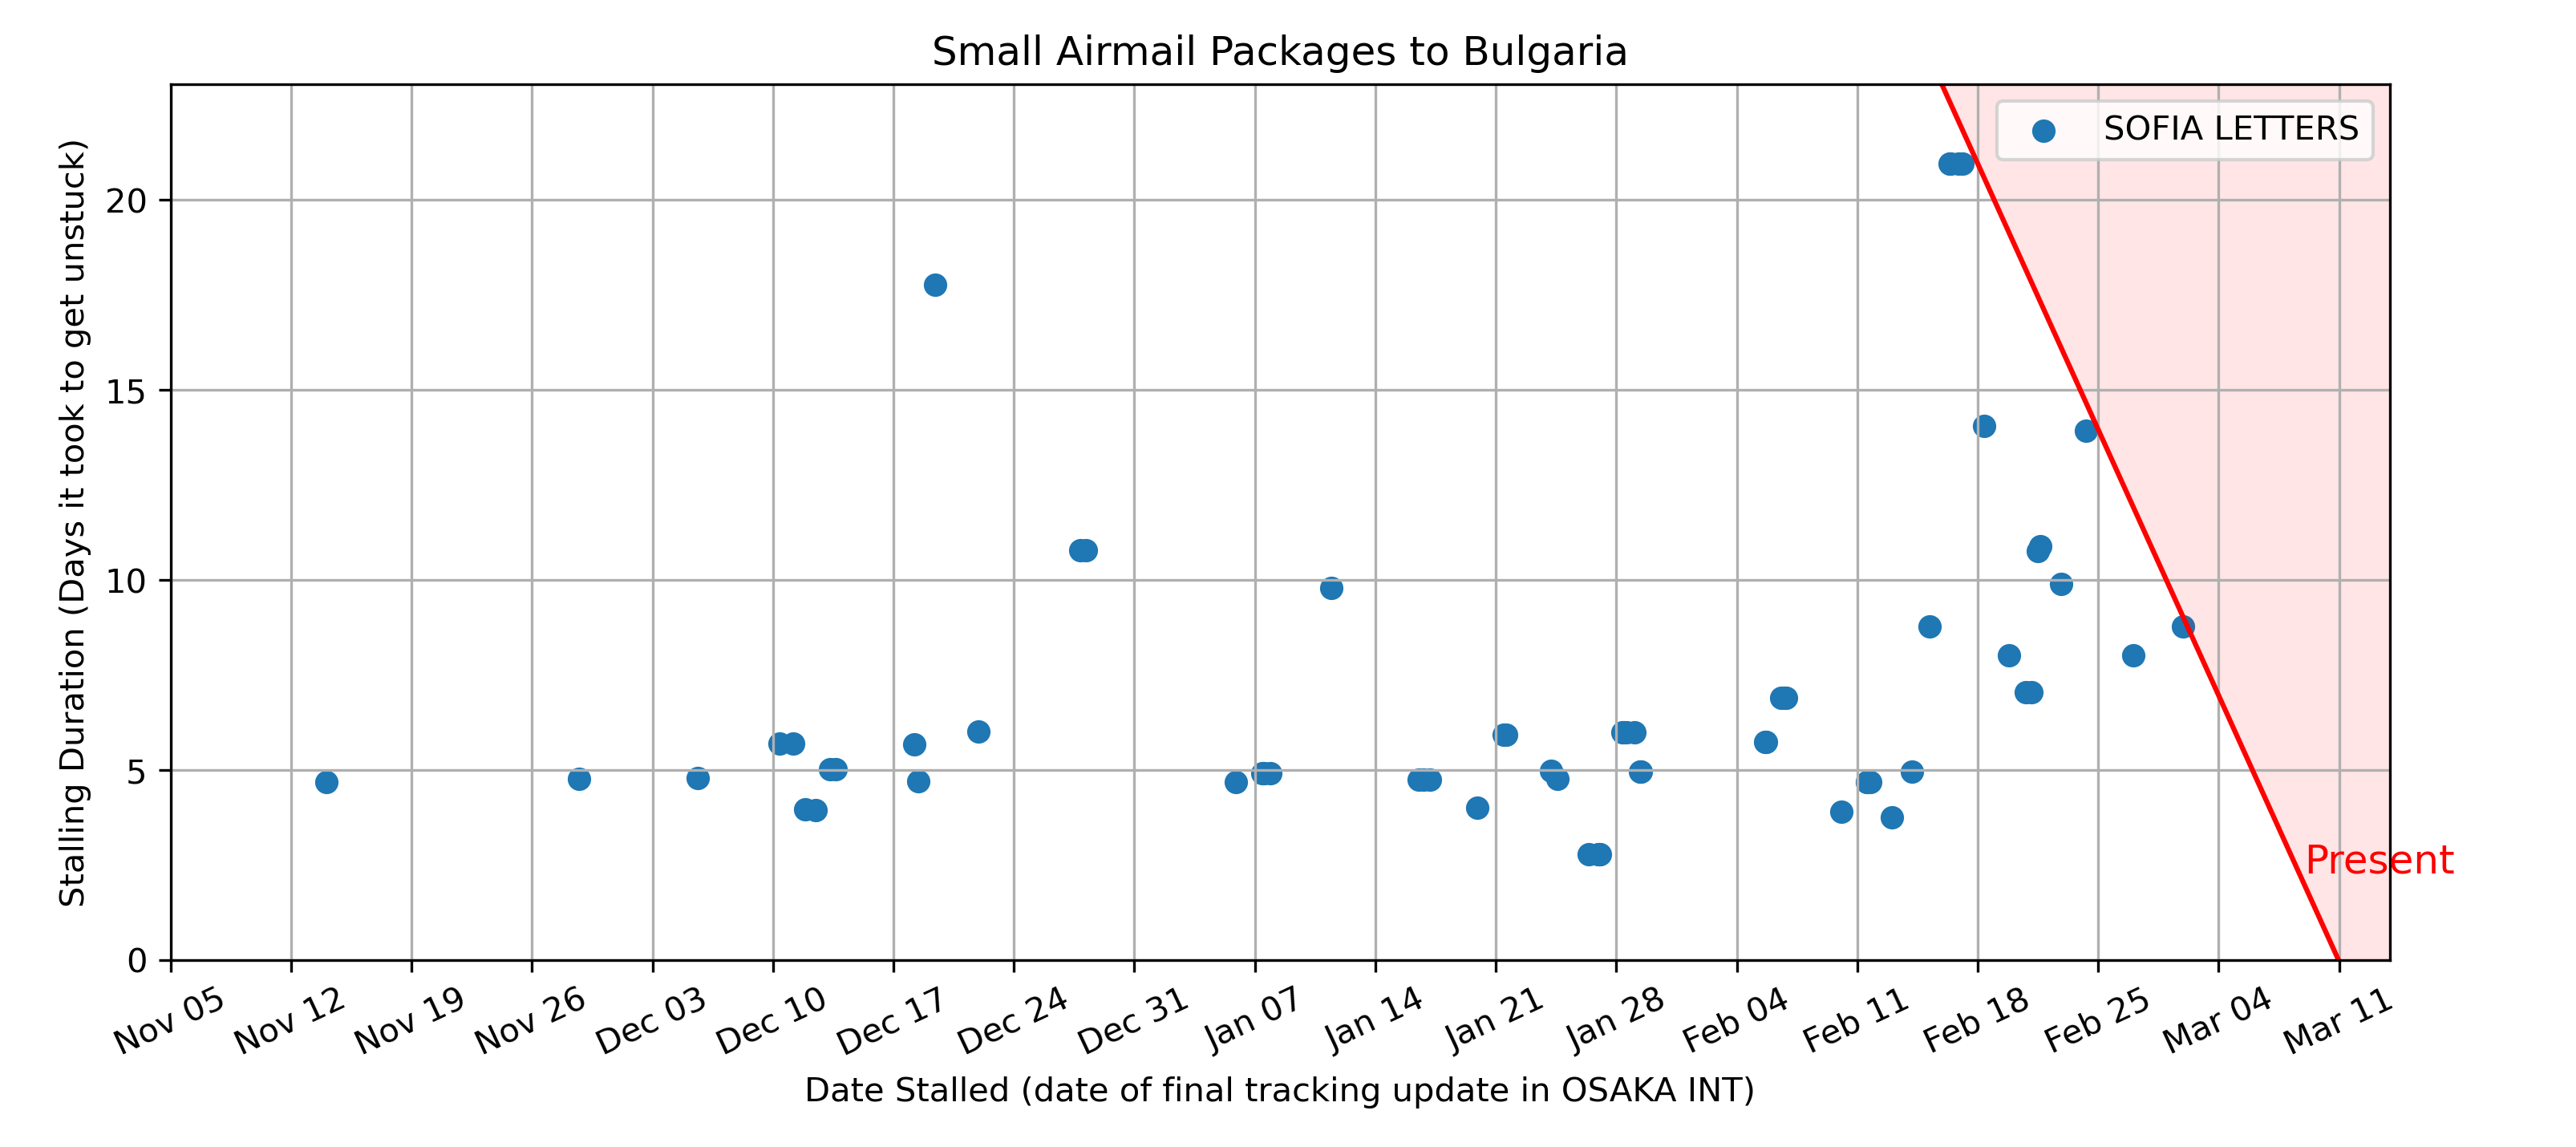 Small Airmail Packages to Bulgaria
SOFIA LETTERS
Stalling Duration (Days it took to get unstuck)
20
15
10
5
0
Present
Nov 05
Nov 12
Nov 19
Nov 26
Dec 03
Dec 10
Dec 17
Dec 24
Dec 31
Jan 07
Jan 14
Jan 21
Jan 28
Feb 04
Feb 11
Feb 18
Feb 25
Mar 04
Mar 11
Date Stalled (date of final tracking update in OSAKA INT)